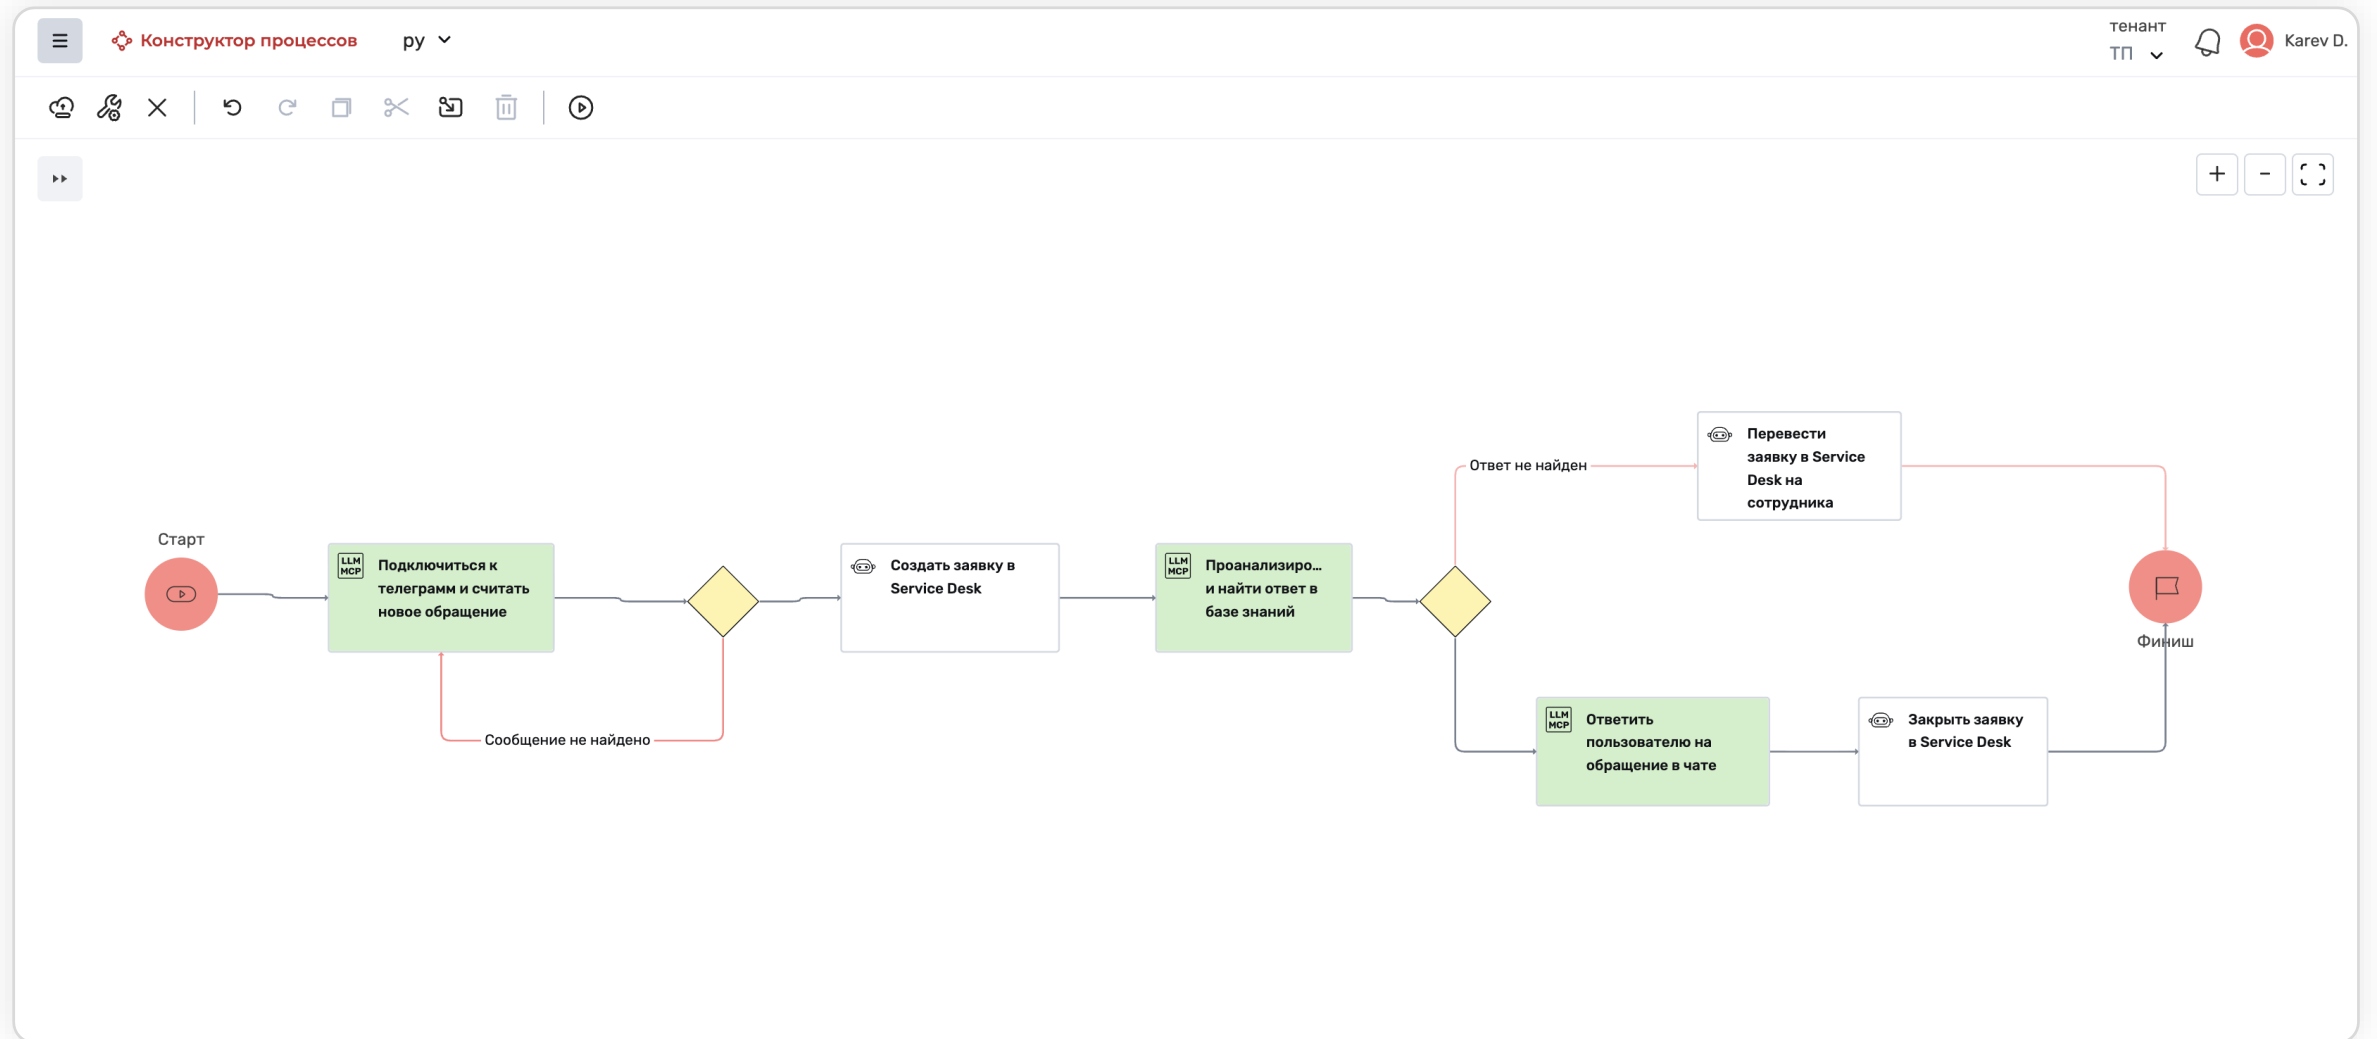 Конструктор процессов
ру
тенант
ТП
Karev D.
Старт
LLM
MCP
Подключиться к
телеграмм и считать
новое обращение
Сообщение не найдено
Создать заявку в
Service Desk
LLM
MCP
Проанализиро...
и найти ответ в
базе знаний
Ответ не найден
Перевести
заявку в Service
Desk на
сотрудника
LLM
MCP
Ответить
пользователю на
обращение в чате
Закрыть заявку
в Service Desk
Финиш